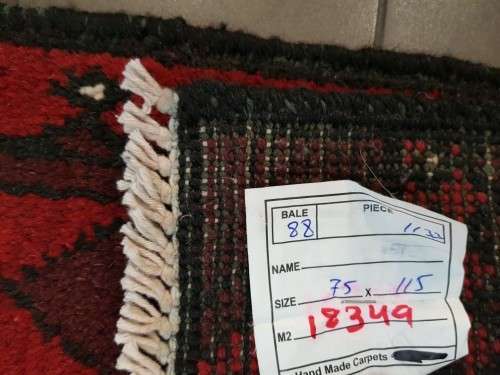 BALE PIECE
88
NAME
SIZE 75 x 115
M2 18349
Hand Made Carpets